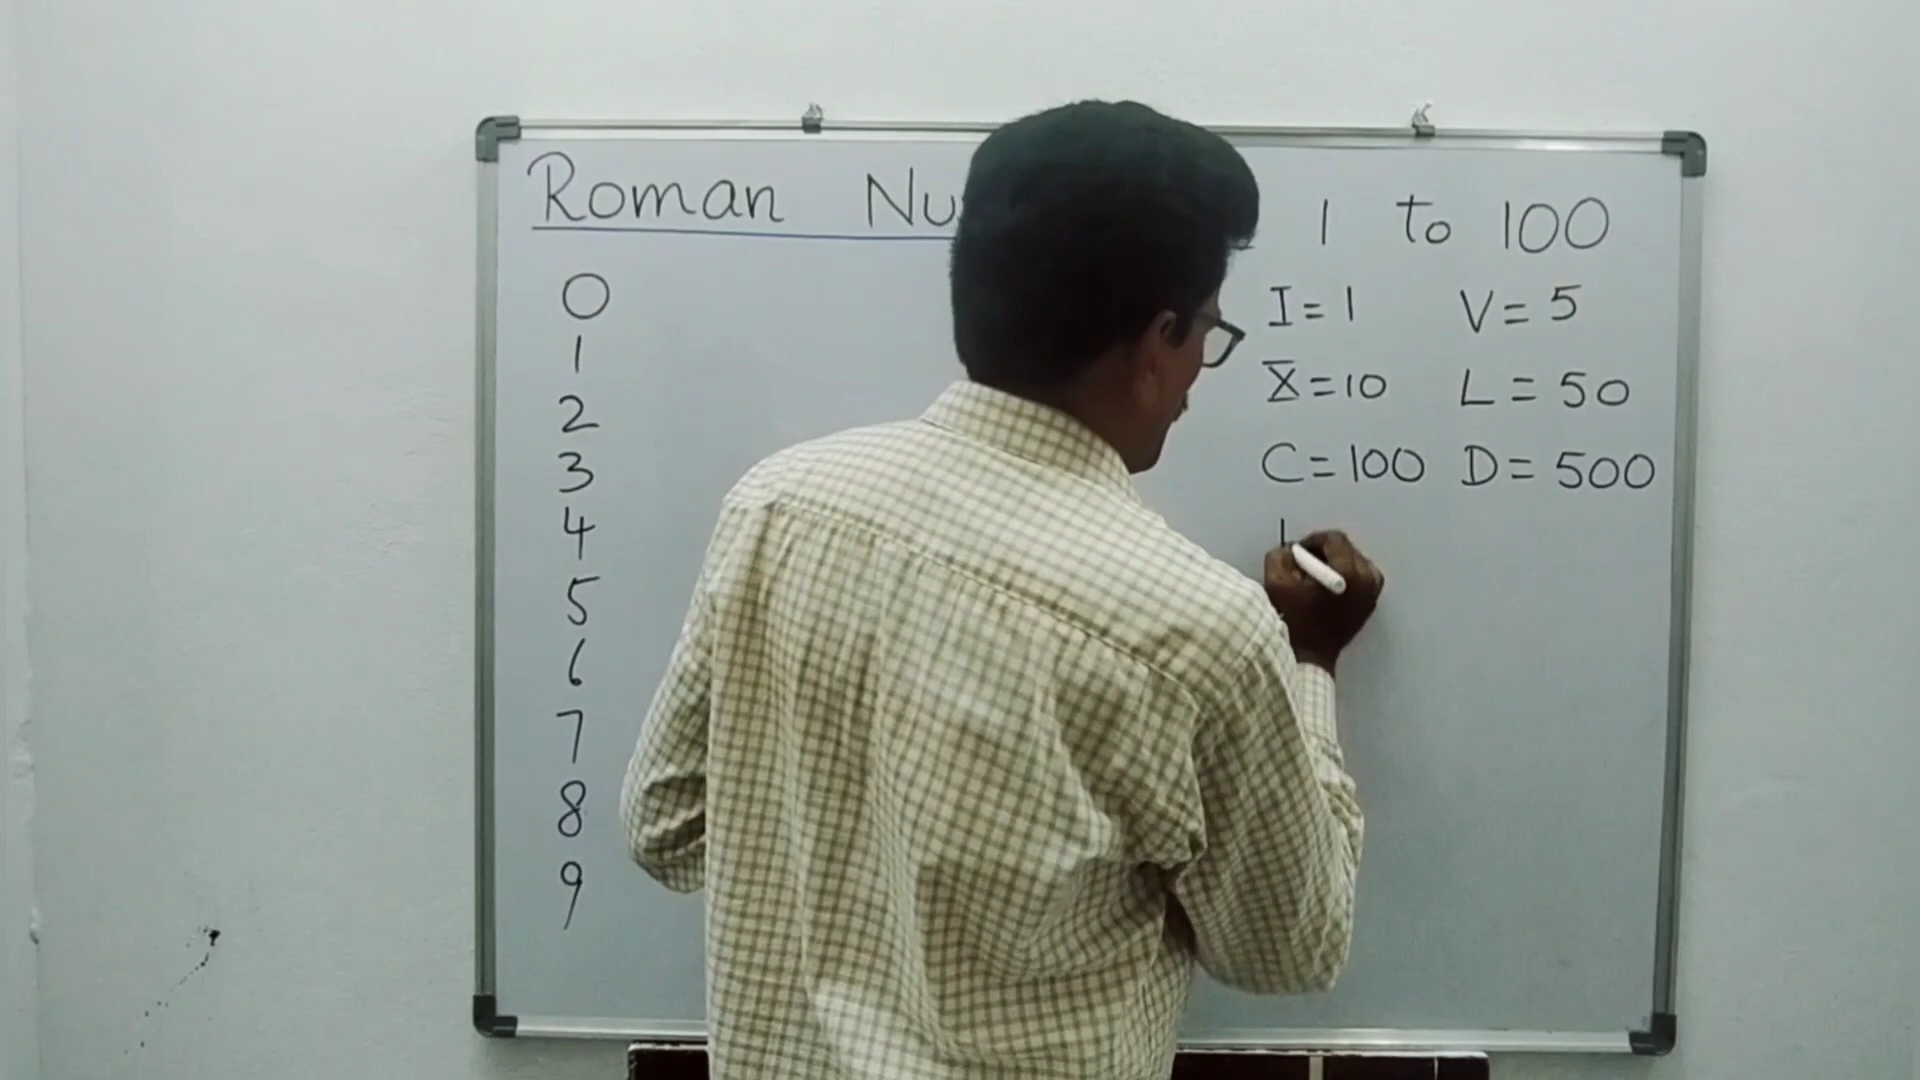 Roman Nu 1 to 100
0
1
2
3
4
5
6
7
8
9
I = 1 V = 5
X = 10 L = 50
C = 100 D = 500